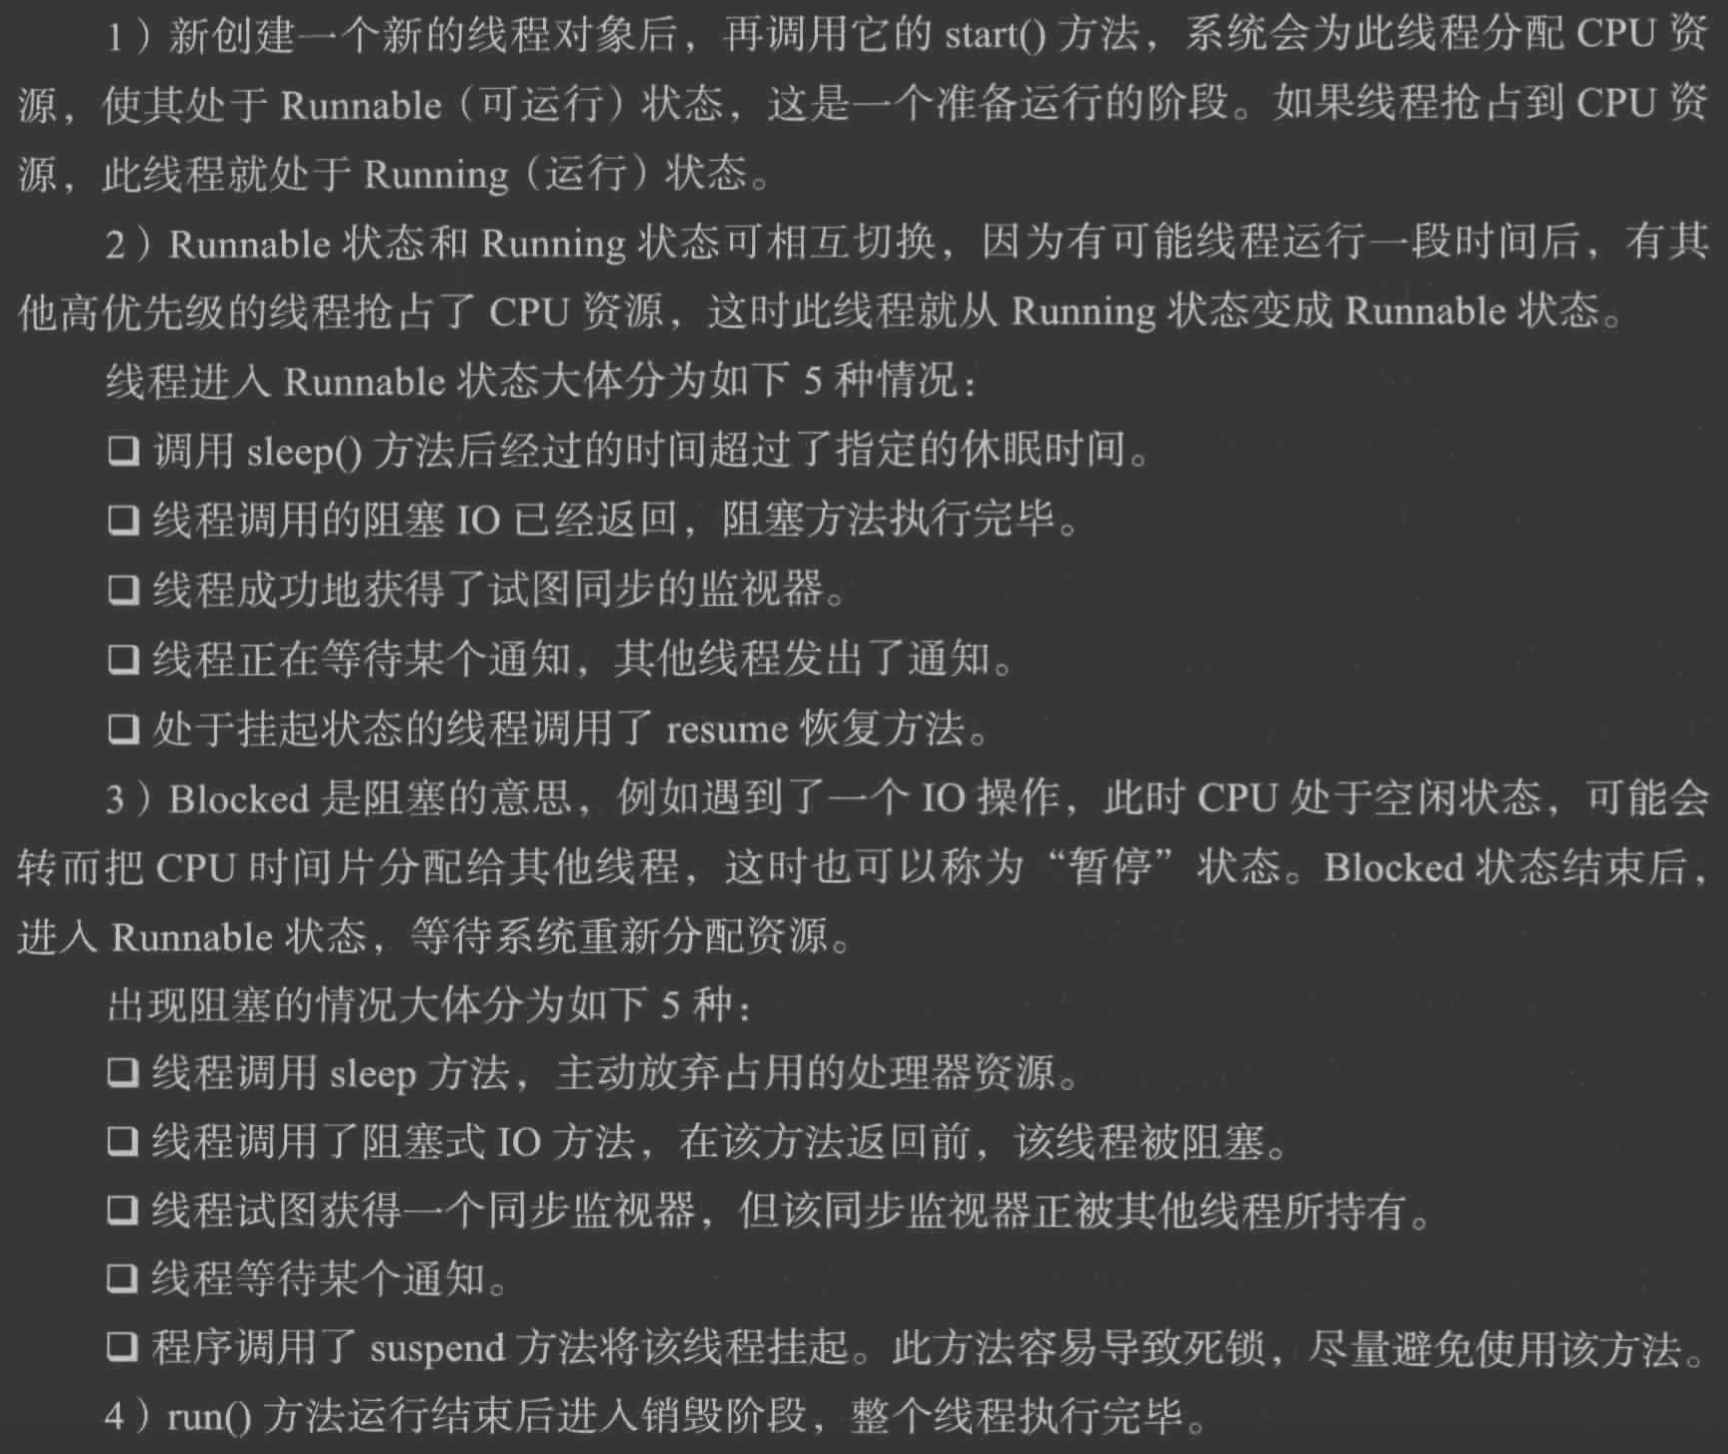 1）新创建一个新的线程对象后，再调用它的 start() 方法，系统会为此线程分配 CPU 资
源，使其处于 Runnable（可运行）状态，这是一个准备运行的阶段。如果线程抢占到 CPU 资
源，此线程就处于 Running（运行）状态。
2）Runnable 状态和 Running 状态可相互切换，因为有可能线程运行一段时间后，有其
他高优先级的线程抢占了 CPU 资源，这时此线程就从 Running 状态变成 Runnable 状态。
线程进入 Runnable 状态大体分为如下 5 种情况：
❑ 调用 sleep() 方法后经过的时间超过了指定的休眠时间。
❑ 线程调用的阻塞 IO 已经返回，阻塞方法执行完毕。
❑ 线程成功地获得了试图同步的监视器。
❑ 线程正在等待某个通知，其他线程发出了通知。
❑ 处于挂起状态的线程调用了 resume 恢复方法。
3）Blocked 是阻塞的意思，例如遇到了一个 IO 操作，此时 CPU 处于空闲状态，可能会
转而把 CPU 时间片分配给其他线程，这时也可以称为“暂停”状态。Blocked 状态结束后，
进入 Runnable 状态，等待系统重新分配资源。
出现阻塞的情况大体分为如下 5 种：
❑ 线程调用 sleep 方法，主动放弃占用的处理器资源。
❑ 线程调用了阻塞式 IO 方法，在该方法返回前，该线程被阻塞。
❑ 线程试图获得一个同步监视器，但该同步监视器正被其他线程所持有。
❑ 线程等待某个通知。
❑ 程序调用了 suspend 方法将该线程挂起。此方法容易导致死锁，尽量避免使用该方法。
4）run() 方法运行结束后进入销毁阶段，整个线程执行完毕。